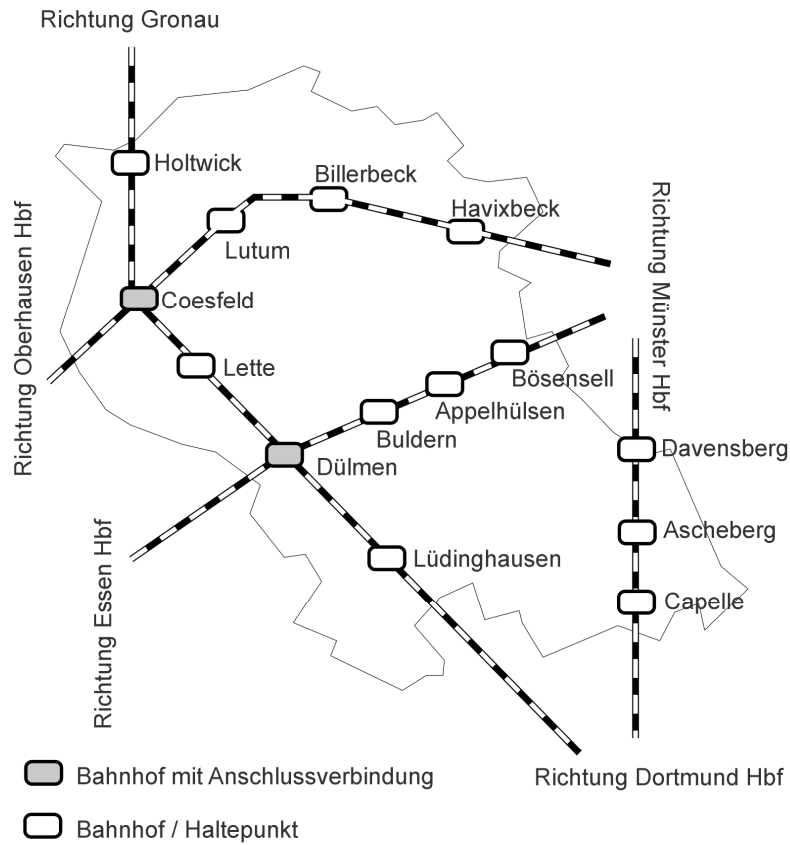 Richtung Gronau
Holtwick
Billerbeck
Havixbeck
Lutum
Richtung Oberhausen Hbf
Richtung Münster Hbf
Coesfeld
Lette
Bösensell
Appelhülsen
Buldern
Dülmen
Davensberg
Richtung Essen Hbf
Ascheberg
Lüdinghausen
Capelle
Richtung Dortmund Hbf
Bahnhof mit Anschlussverbindung
Bahnhof / Haltepunkt